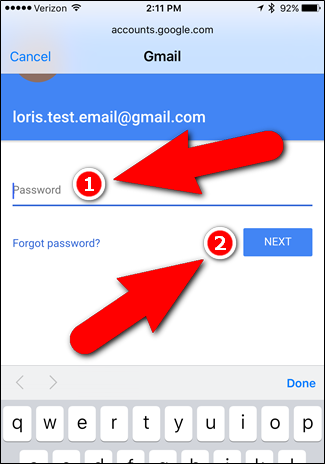 Verizon 2:11 PM 92%
accounts.google.com
Cancel Gmail
loris.test.email@gmail.com
Password 1
Forgot password? 2 NEXT
Done
q w e r t y u i o p